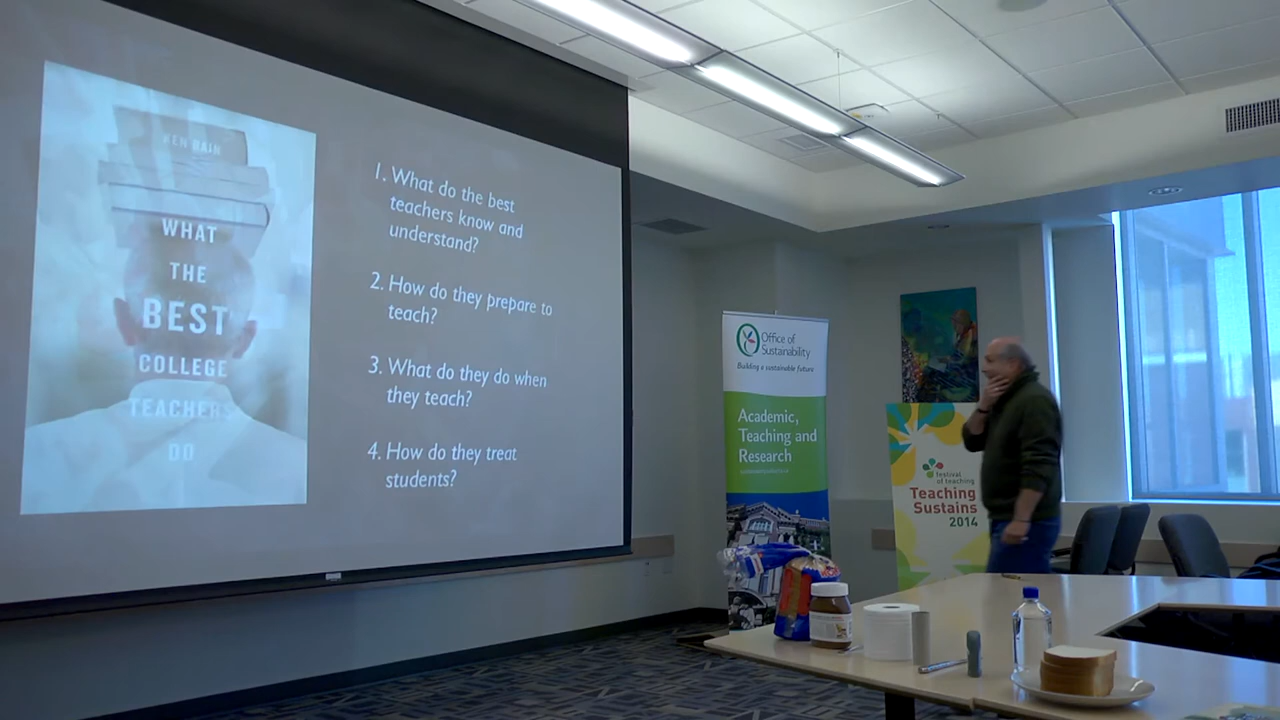 KEN BAIN
WHAT
THE
BEST
COLLEGE
TEACHERS
DO
1. What do the best
teachers know and
understand?
2. How do they prepare to
teach?
3. What do they do when
they teach?
4. How do they treat
students?
Office of
Sustainability
Building a sustainable future
Academic,
Teaching and
Research
festival
of teaching
Teaching
Sustains
2014